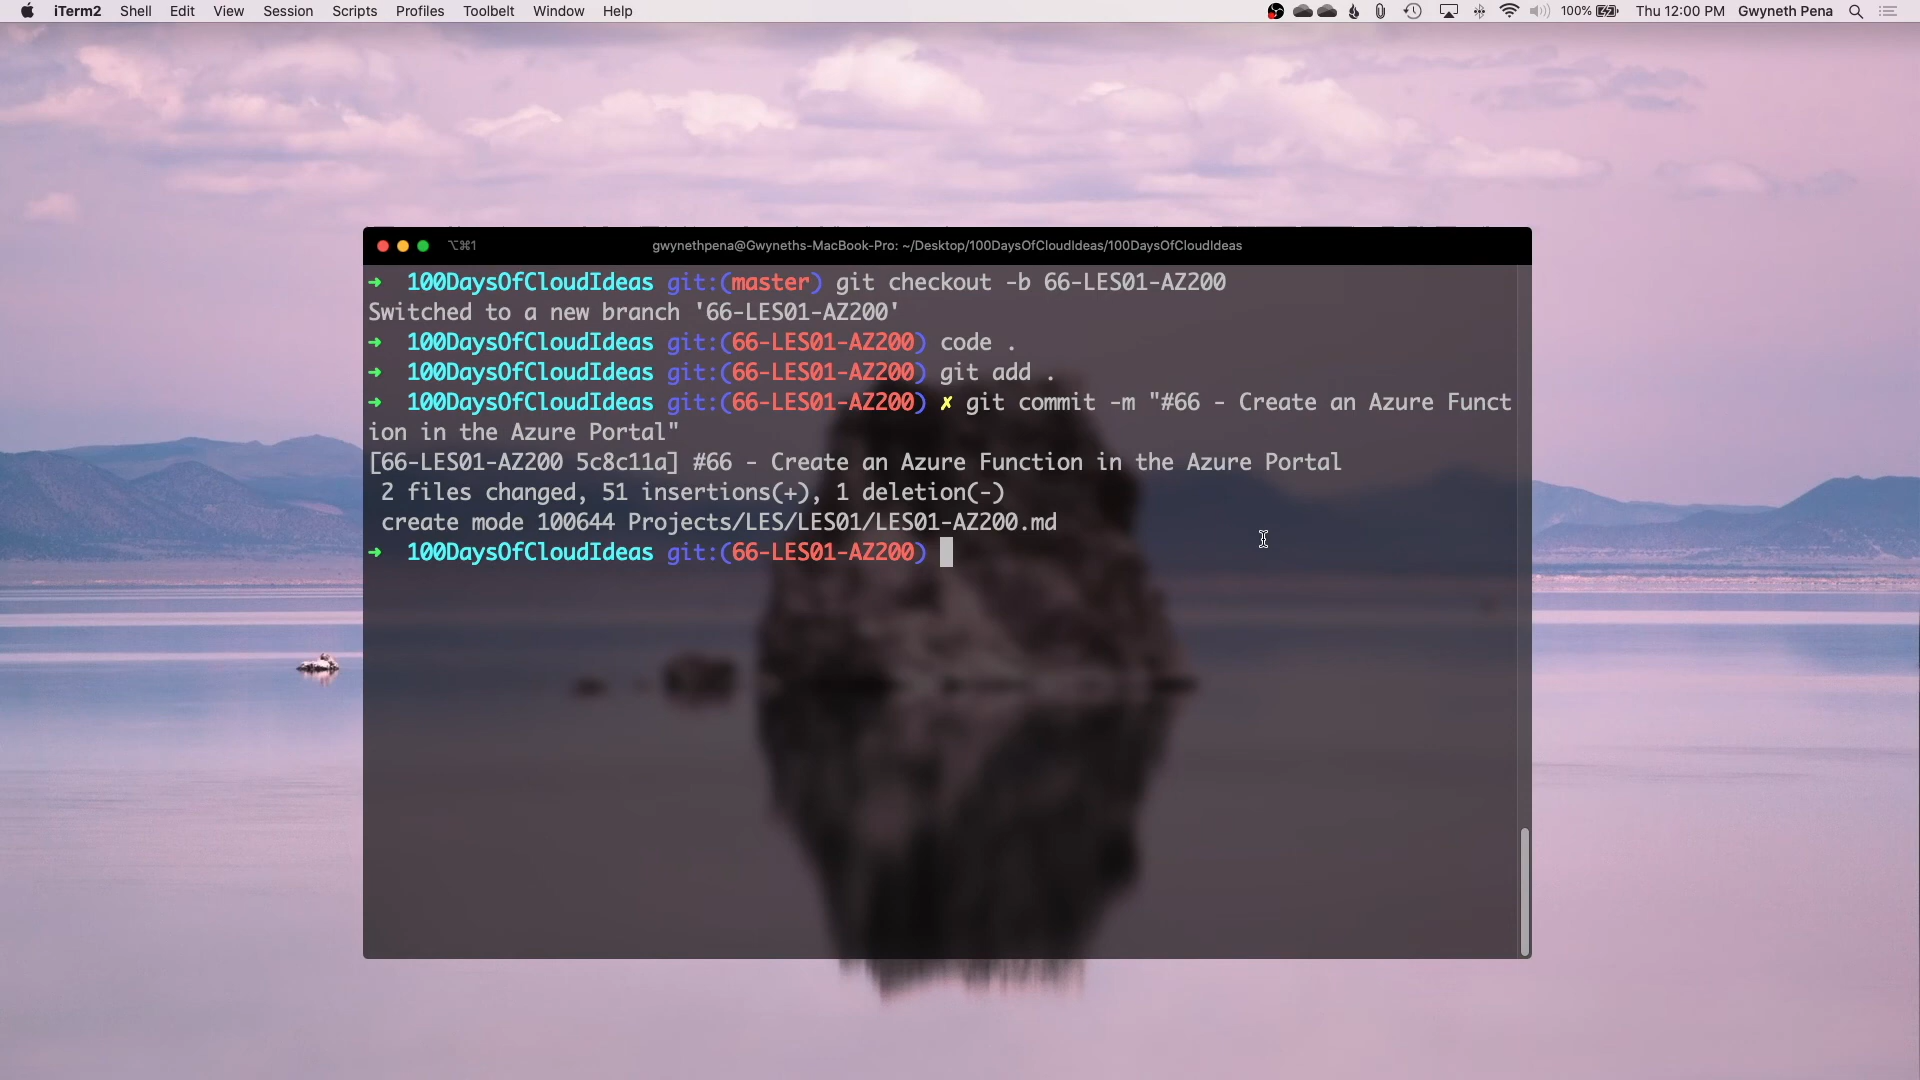 iTerm2 Shell Edit View Session Scripts Profiles Toolbelt Window Help 100% Thu 12:00 PM Gwyneth Pena
⌥⌘1 gwynethpena@Gwyneths-MacBook-Pro: ~/Desktop/100DaysOfCloudIdeas/100DaysOfCloudIdeas
➜ 100DaysOfCloudIdeas git:(master) git checkout -b 66-LES01-AZ200
Switched to a new branch '66-LES01-AZ200'
➜ 100DaysOfCloudIdeas git:(66-LES01-AZ200) code .
➜ 100DaysOfCloudIdeas git:(66-LES01-AZ200) git add .
➜ 100DaysOfCloudIdeas git:(66-LES01-AZ200) ✗ git commit -m "#66 - Create an Azure Funct
ion in the Azure Portal"
[66-LES01-AZ200 5c8c11a] #66 - Create an Azure Function in the Azure Portal
2 files changed, 51 insertions(+), 1 deletion(-)
create mode 100644 Projects/LES/LES01/LES01-AZ200.md
➜ 100DaysOfCloudIdeas git:(66-LES01-AZ200)